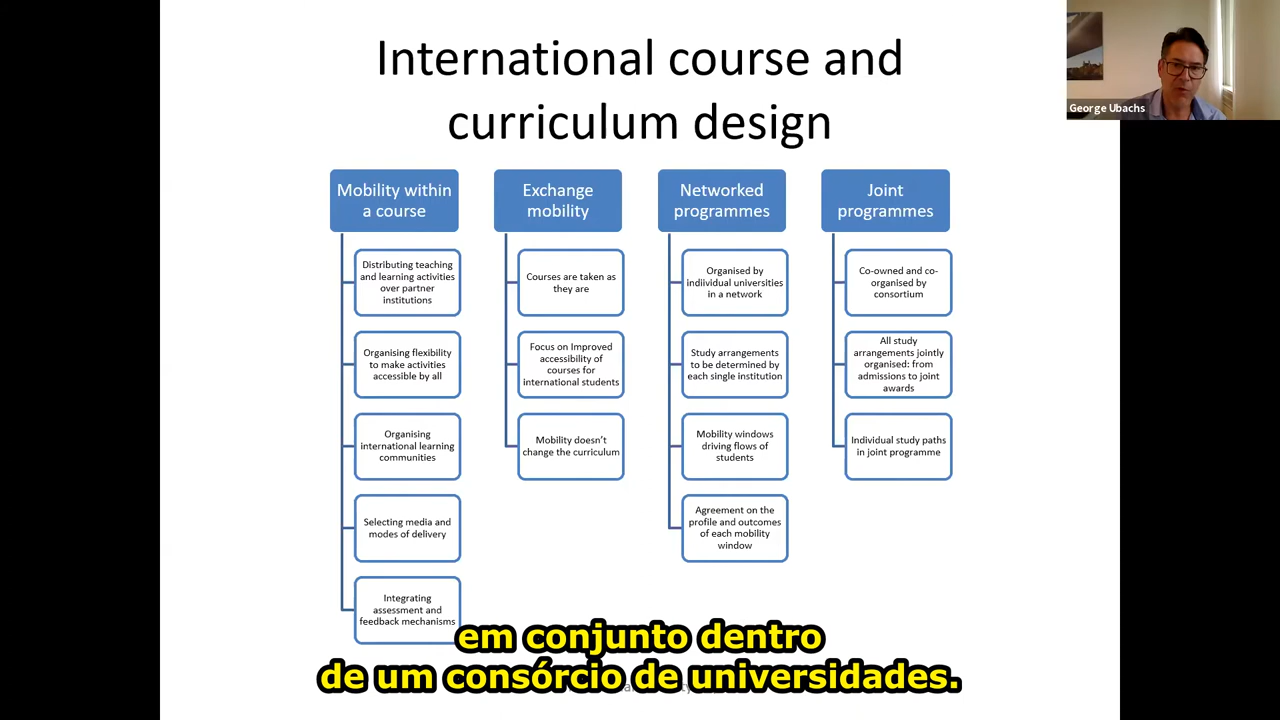 International course and
curriculum design
George Ubachs
Mobility within
a course
Distributing teaching
and learning activities
over partner
institutions
Organising flexibility
to make activities
accessible by all
Organising
international learning
communities
Selecting media and
modes of delivery
Integrating
assessment and
feedback mechanisms
Exchange
mobility
Courses are taken as
they are
Focus on Improved
accessibility of
courses for
international students
Mobility doesn't
change the curriculum
Networked
programmes
Organised by
indiividual universities
in a network
Study arrangements
to be determined by
each single institution
Mobility windows
driving flows of
students
Agreement on the
profile and outcomes
of each mobility
window
Joint
programmes
Co-owned and co-
organised by
consortium
All study
arrangements jointly
organised: from
admissions to joint
awards
Individual study paths
in joint programme
em conjunto dentro
de um consórcio de universidades.